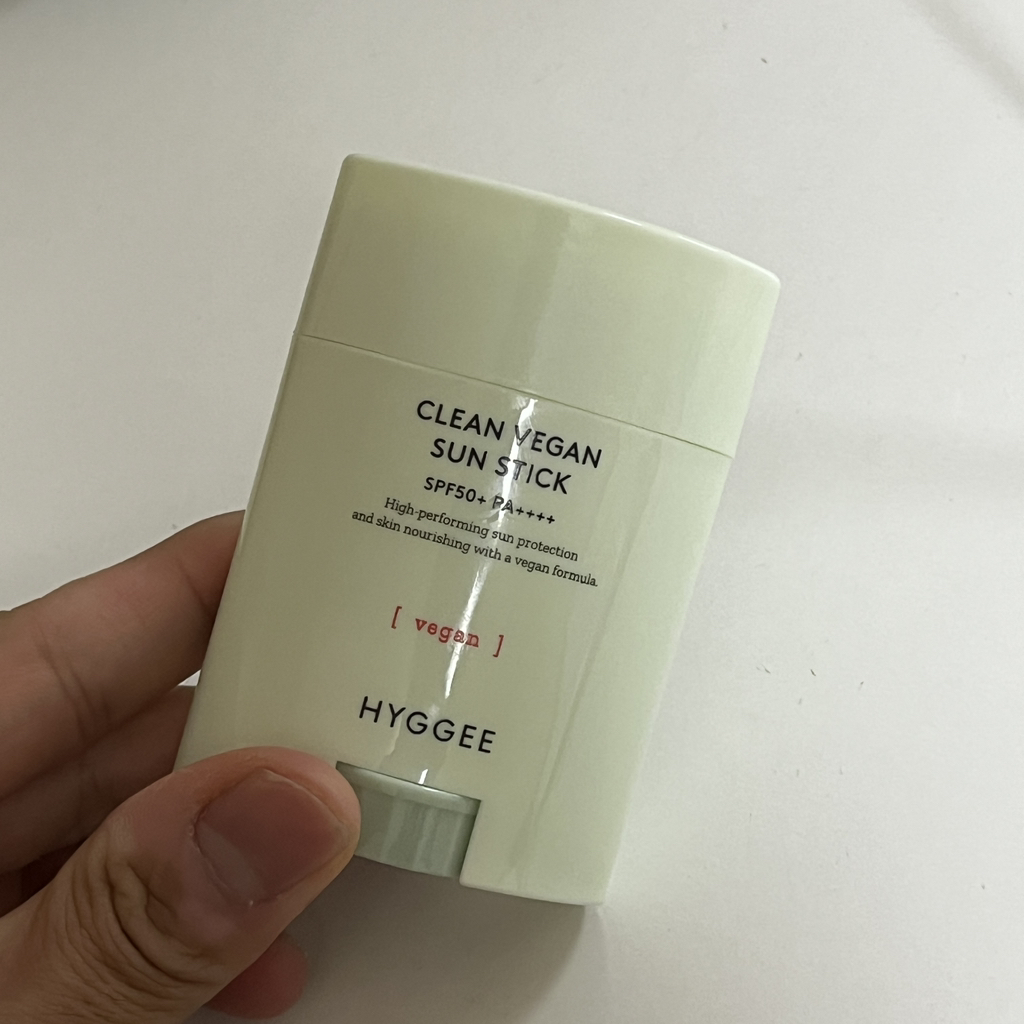 CLEAN VEGAN
SUN STICK
SPF50+ PA++++
High-performing sun protection
and skin nourishing with a vegan formula.
[ vegan ]
HYGGEE